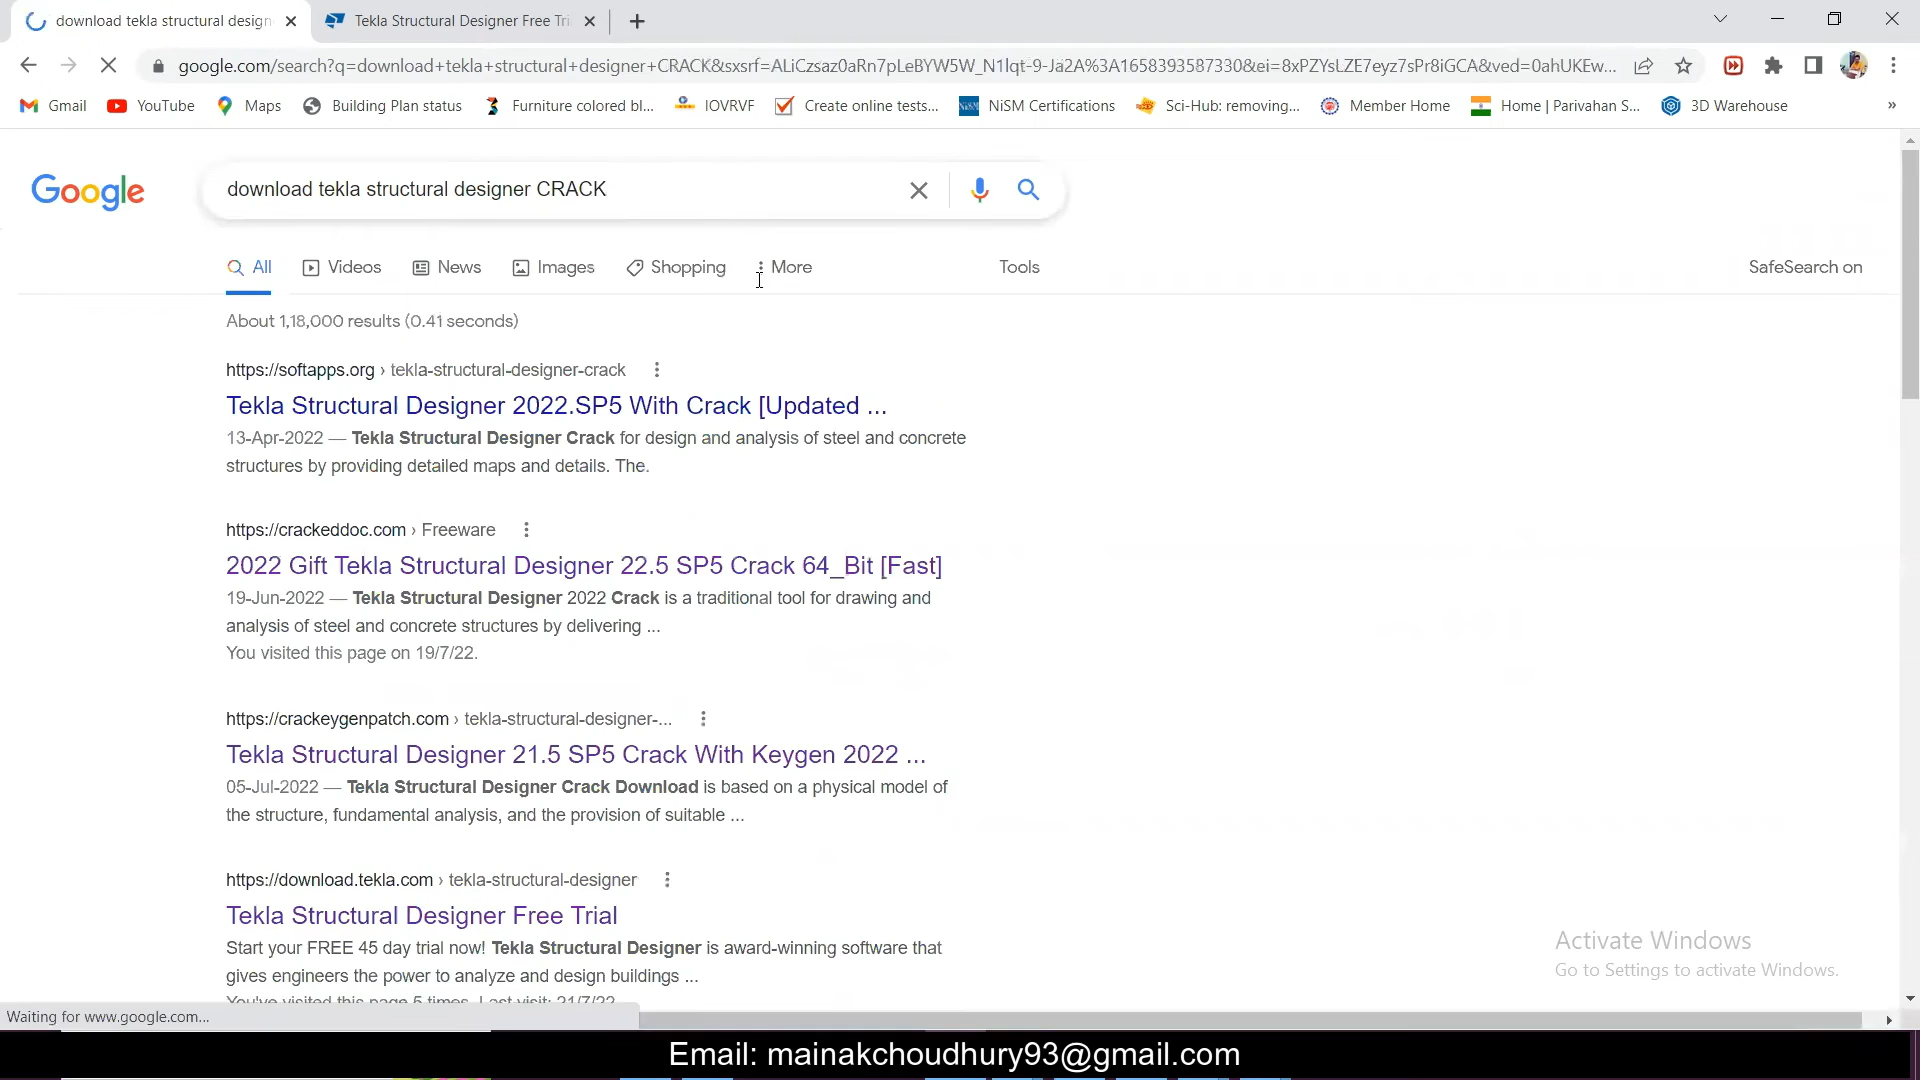 download tekla structural design
Tekla Structural Designer Free Tri
google.com/search?q=download+tekla+structural+designer+CRACK&sxsrf=ALiCzsaz0aRn7pLeBYW5W_N1lqt-9-Ja2A%3A1658393587330&ei=8xPZYsLZE7eyz7sPr8iGCA&ved=0ahUKEw...
Gmail
YouTube
Maps
Building Plan status
Furniture colored bl...
IOVRVF
Create online tests...
NiSM Certifications
Sci-Hub: removing...
Member Home
Home | Parivahan S...
3D Warehouse
»
Google
download tekla structural designer CRACK
All
Videos
News
Images
Shopping
More
Tools
SafeSearch on
About 1,18,000 results (0.41 seconds)
https://softapps.org › tekla-structural-designer-crack
Tekla Structural Designer 2022.SP5 With Crack [Updated ...
13-Apr-2022 — Tekla Structural Designer Crack for design and analysis of steel and concrete
structures by providing detailed maps and details. The.
https://crackeddoc.com › Freeware
2022 Gift Tekla Structural Designer 22.5 SP5 Crack 64_Bit [Fast]
19-Jun-2022 — Tekla Structural Designer 2022 Crack is a traditional tool for drawing and
analysis of steel and concrete structures by delivering ...
You visited this page on 19/7/22.
https://crackeygenpatch.com › tekla-structural-designer-...
Tekla Structural Designer 21.5 SP5 Crack With Keygen 2022 ...
05-Jul-2022 — Tekla Structural Designer Crack Download is based on a physical model of
the structure, fundamental analysis, and the provision of suitable ...
https://download.tekla.com › tekla-structural-designer
Tekla Structural Designer Free Trial
Start your FREE 45 day trial now! Tekla Structural Designer is award-winning software that
gives engineers the power to analyze and design buildings ...
You've visited this page 5 times. Last visit: 21/7/22
Activate Windows
Go to Settings to activate Windows.
Waiting for www.google.com...
Email: mainakchoudhury93@gmail.com